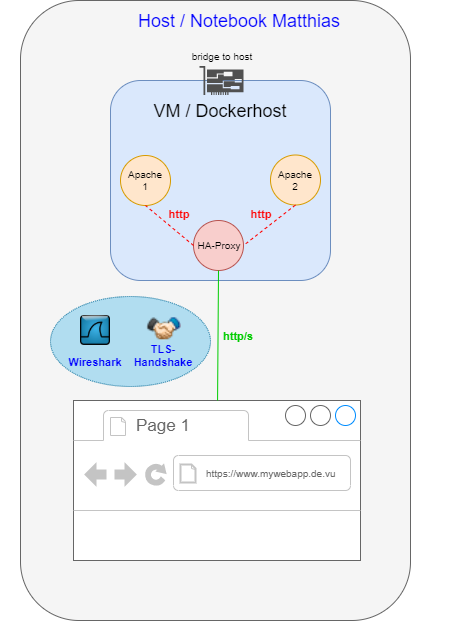 Host / Notebook Matthias
bridge to host
VM / Dockerhost
Apache
1
Apache
2
http
http
HA-Proxy
http/s
Wireshark
TLS-
Handshake
Page 1
https://www.mywebapp.de.vu